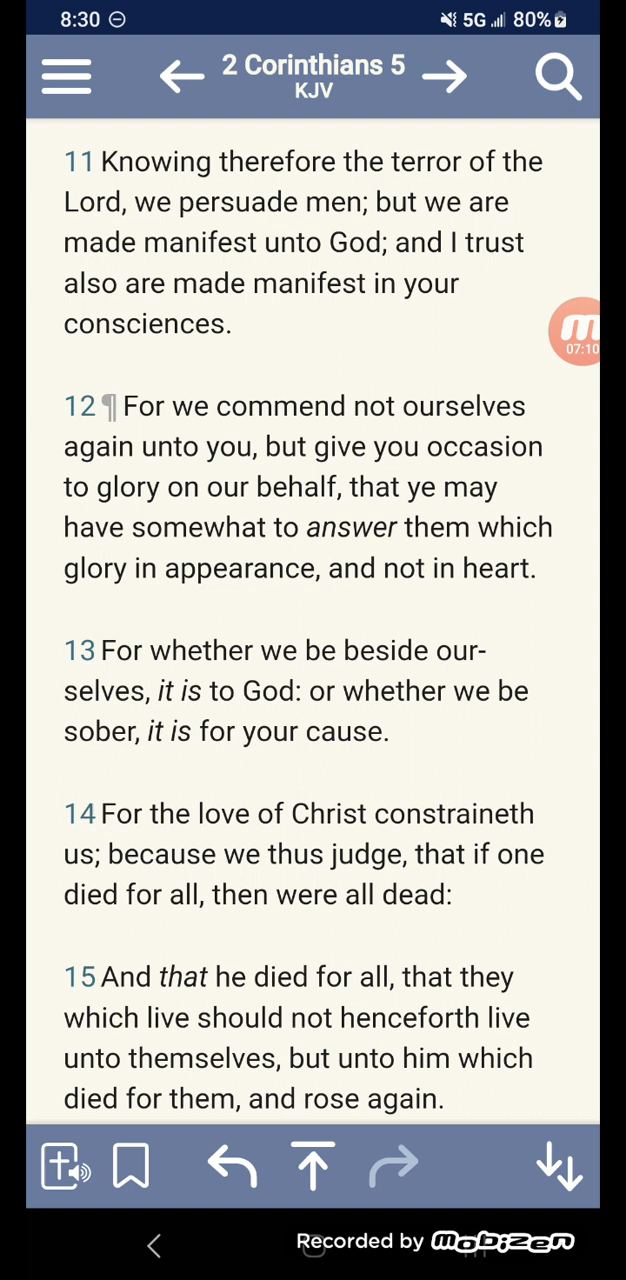 8:30 5G 80%
2 Corinthians 5
KJV
11 Knowing therefore the terror of the
Lord, we persuade men; but we are
made manifest unto God; and I trust
also are made manifest in your
consciences.
07:10
12 ¶ For we commend not ourselves
again unto you, but give you occasion
to glory on our behalf, that ye may
have somewhat to answer them which
glory in appearance, and not in heart.
13 For whether we be beside our-
selves, it is to God: or whether we be
sober, it is for your cause.
14 For the love of Christ constraineth
us; because we thus judge, that if one
died for all, then were all dead:
15 And that he died for all, that they
which live should not henceforth live
unto themselves, but unto him which
died for them, and rose again.
Recorded by mobizen